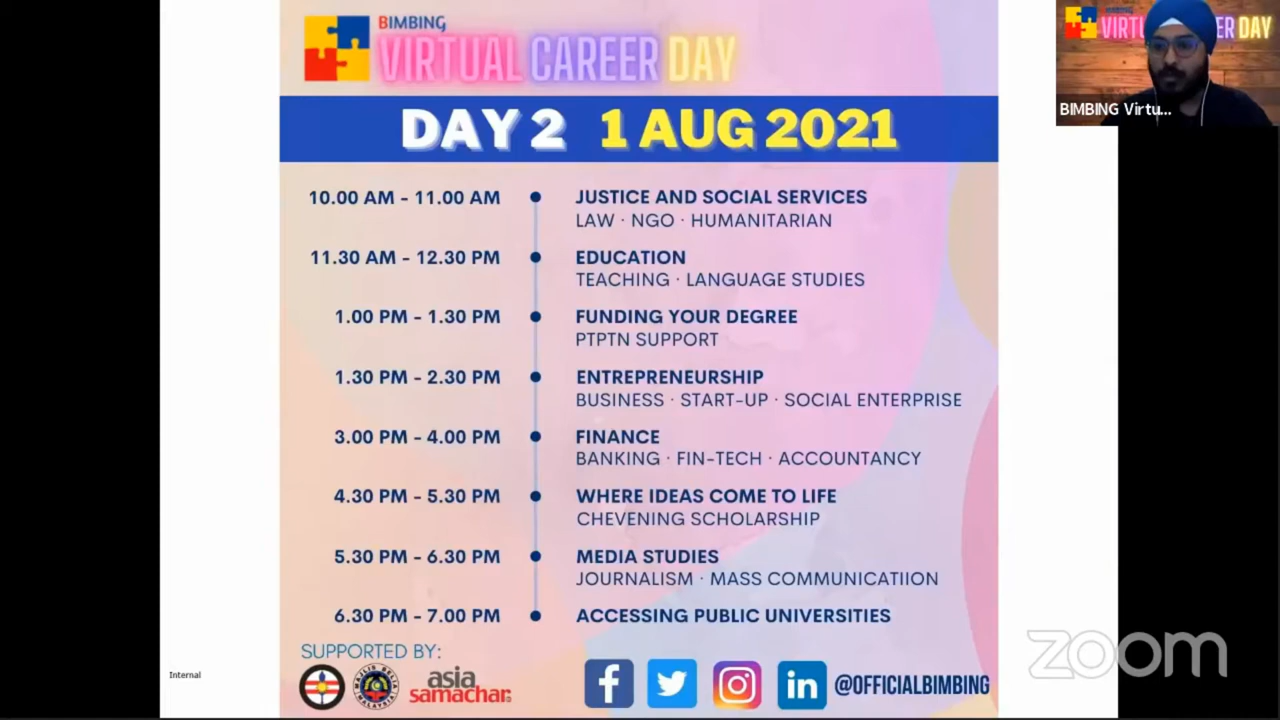 BIMBING
VIRTUAL CAREER DAY
DAY 2 1 AUG 2021
10.00 AM - 11.00 AM
JUSTICE AND SOCIAL SERVICES
LAW · NGO · HUMANITARIAN
11.30 AM - 12.30 PM
EDUCATION
TEACHING · LANGUAGE STUDIES
1.00 PM - 1.30 PM
FUNDING YOUR DEGREE
PTPTN SUPPORT
1.30 PM - 2.30 PM
ENTREPRENEURSHIP
BUSINESS · START-UP · SOCIAL ENTERPRISE
3.00 PM - 4.00 PM
FINANCE
BANKING · FIN-TECH · ACCOUNTANCY
4.30 PM - 5.30 PM
WHERE IDEAS COME TO LIFE
CHEVENING SCHOLARSHIP
5.30 PM - 6.30 PM
MEDIA STUDIES
JOURNALISM · MASS COMMUNICATIION
6.30 PM - 7.00 PM
ACCESSING PUBLIC UNIVERSITIES
SUPPORTED BY:
MAJLIS BELIA MALAYSIA
asia
samachar
@OFFICIALBIMBING
Internal
BIMBING
DAY
BIMBING Virtu...
zoom